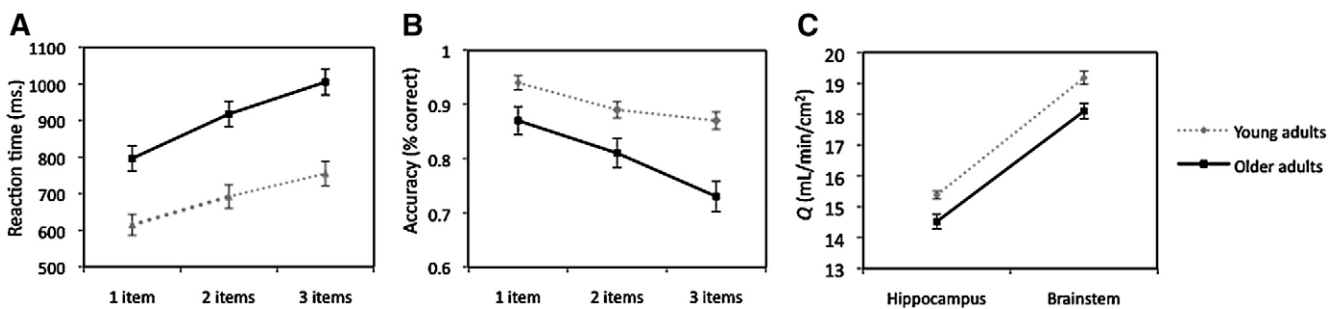 A
Reaction time (ms.)
1100
1000
900
800
700
600
500
1 item 2 items 3 items
B
Accuracy (% correct)
1
0.9
0.8
0.7
0.6
1 item 2 items 3 items
C
Q (mL/min/cm²)
20
19
18
17
16
15
14
13
Hippocampus Brainstem
Young adults
Older adults